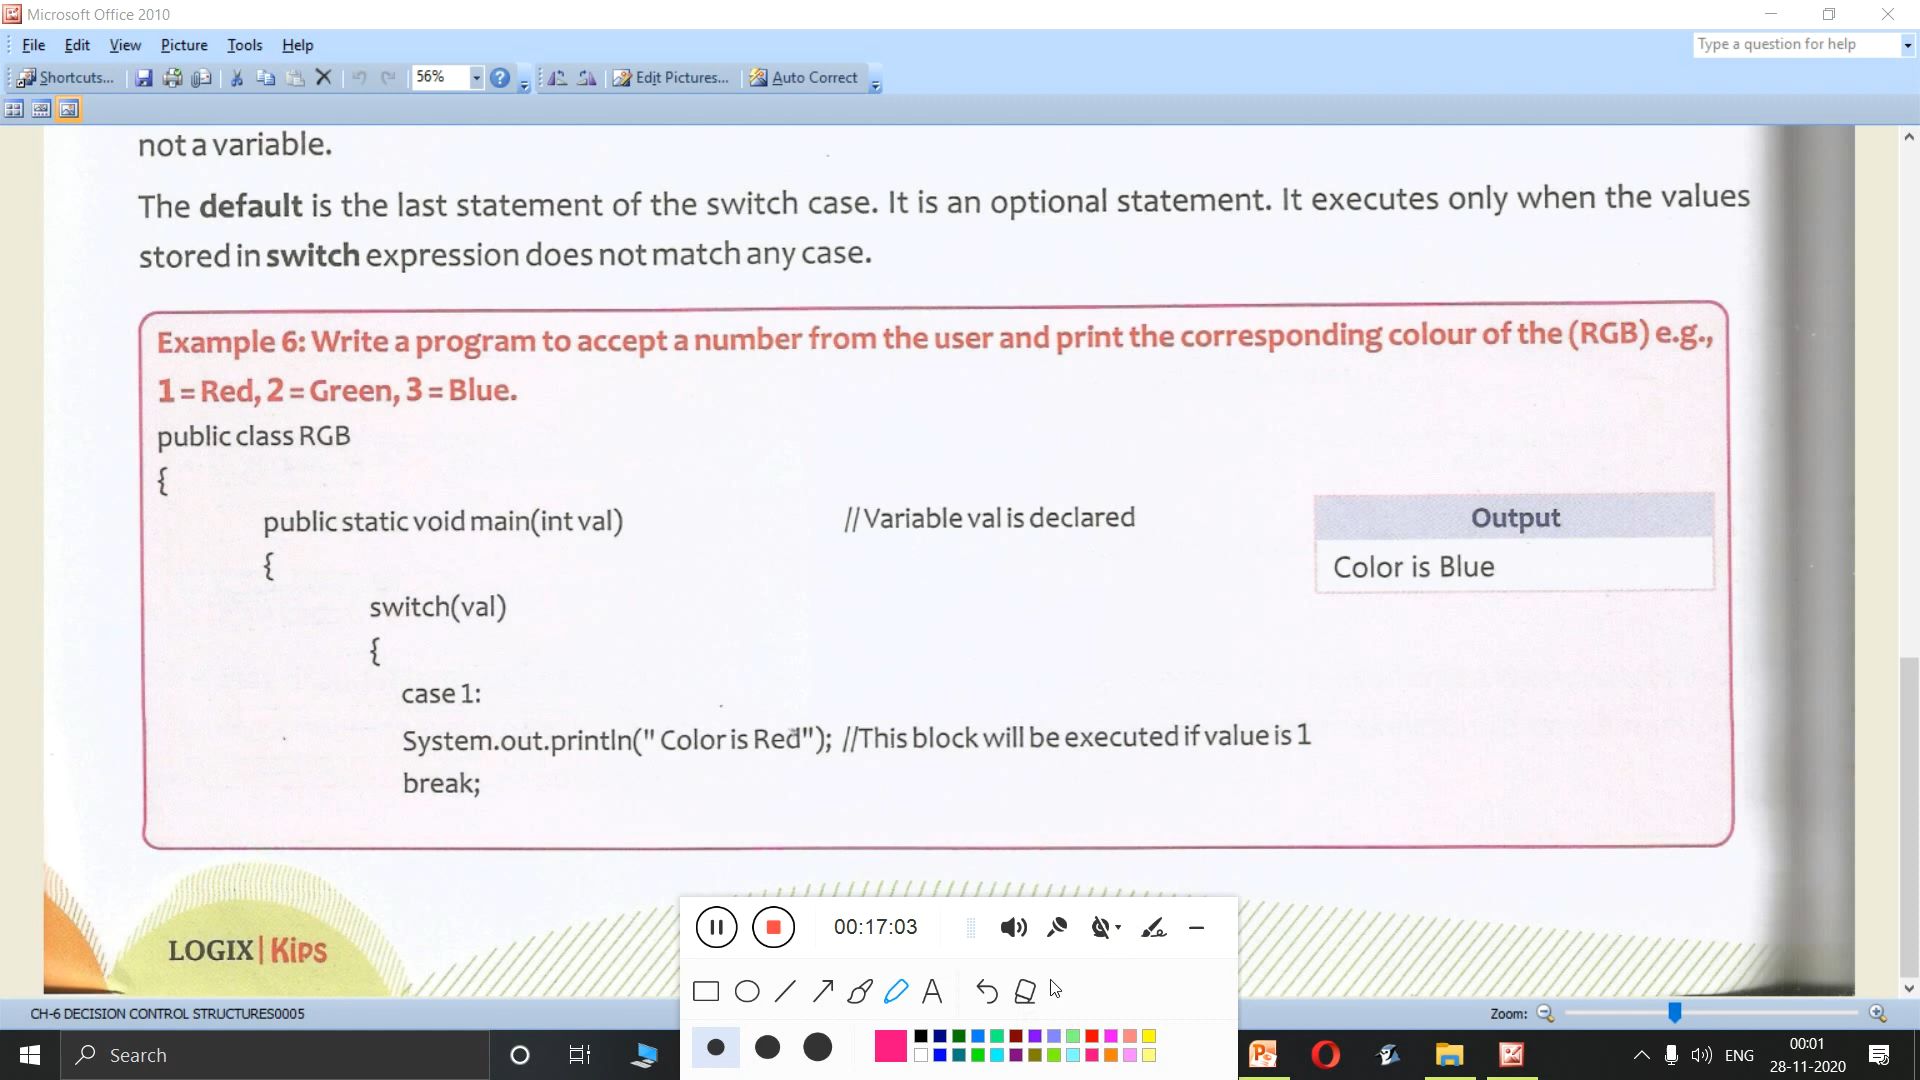 Microsoft Office 2010
File Edit View Picture Tools Help
Type a question for help
Shortcuts... 56% Edit Pictures... Auto Correct
not a variable.
The default is the last statement of the switch case. It is an optional statement. It executes only when the values
stored in switch expression does not match any case.
Example 6: Write a program to accept a number from the user and print the corresponding colour of the (RGB) e.g.,
1 = Red, 2 = Green, 3 = Blue.
public class RGB
{
public static void main(int val) //Variable val is declared
{
switch(val)
{
case 1:
System.out.println(" Color is Red"); //This block will be executed if value is 1
break;
Output
Color is Blue
LOGIX Kips
00:17:03
A
CH-6 DECISION CONTROL STRUCTURES0005
Zoom:
Search
ENG
00:01
28-11-2020